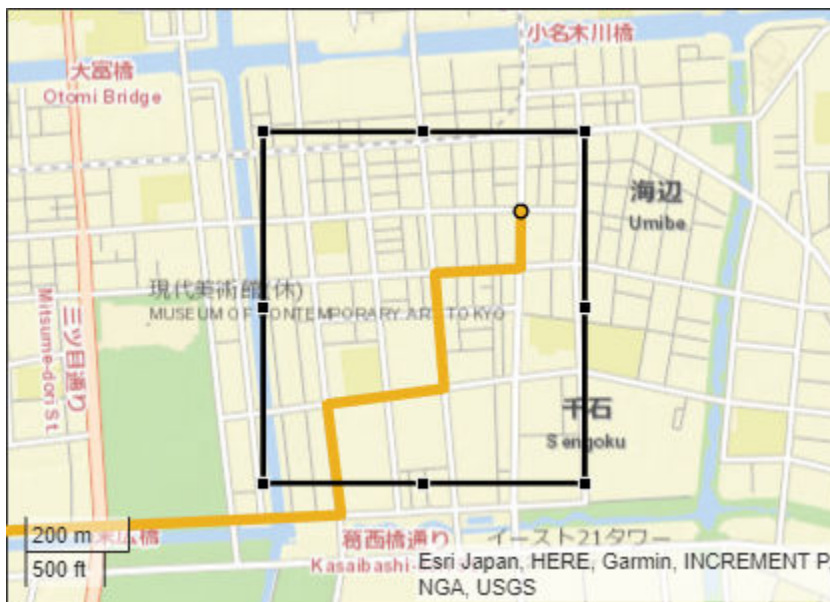 小名木川橋
大富橋
Otomi Bridge
海辺
Umibe
現代美術館(休)
MUSEUM OF CONTEMPORARY ART TOKYO
三ツ目通り
Mitsume-dori St.
千石
Sengoku
200 m
末広橋
500 ft
葛西橋通り
Kasaibashi-
イースト21タワー
Esri Japan, HERE, Garmin, INCREMENT P,
NGA, USGS